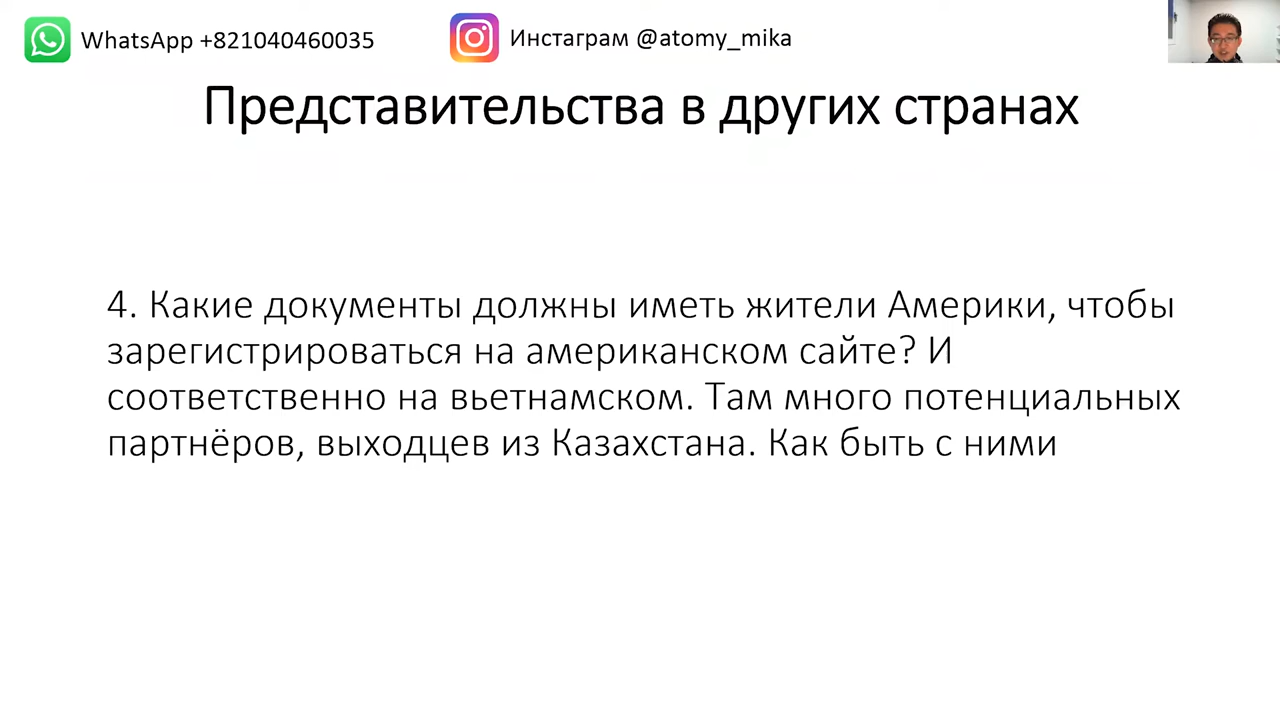 WhatsApp +821040460035
Инстаграм @atomy_mika
Представительства в других странах
4. Какие документы должны иметь жители Америки, чтобы
зарегистрироваться на американском сайте? И
соответственно на вьетнамском. Там много потенциальных
партнёров, выходцев из Казахстана. Как быть с ними